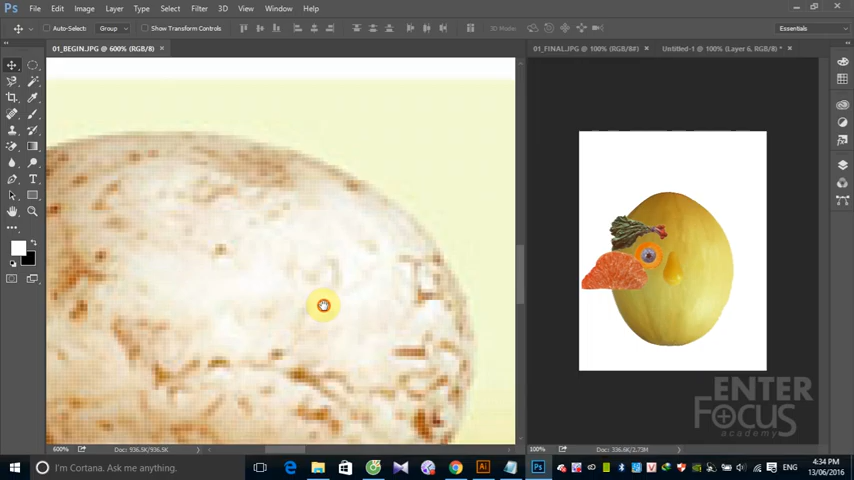 Ps File Edit Image Layer Type Select Filter 3D View Window Help
Auto-Select: Group Show Transform Controls 3D Mode: Essentials
01_BEGIN.JPG @ 600% (RGB/8) × 01_FINAL.JPG @ 100% (RGB/8#) × Untitled-1 @ 100% (Layer 6, RGB/8) * ×
T
ENTER
FOCUS
academy
600% Doc: 936.5K/936.5K 100% Doc: 336.6K/2.73M
I'm Cortana. Ask me anything. Ai Ps ENG 4:34 PM
13/06/2016